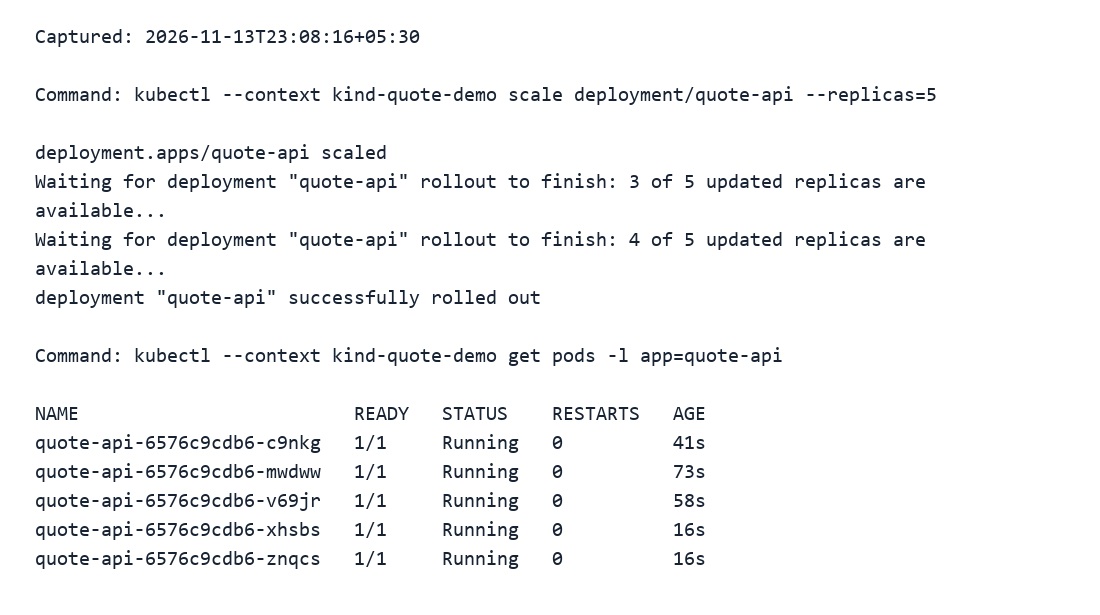 Captured: 2026-11-13T23:08:16+05:30
Command: kubectl --context kind-quote-demo scale deployment/quote-api --replicas=5
deployment.apps/quote-api scaled
Waiting for deployment "quote-api" rollout to finish: 3 of 5 updated replicas are
available...
Waiting for deployment "quote-api" rollout to finish: 4 of 5 updated replicas are
available...
deployment "quote-api" successfully rolled out
Command: kubectl --context kind-quote-demo get pods -l app=quote-api
NAME                         READY   STATUS    RESTARTS   AGE
quote-api-6576c9cdb6-c9nkg   1/1     Running   0          41s
quote-api-6576c9cdb6-mwdww   1/1     Running   0          73s
quote-api-6576c9cdb6-v69jr   1/1     Running   0          58s
quote-api-6576c9cdb6-xhsbs   1/1     Running   0          16s
quote-api-6576c9cdb6-znqcs   1/1     Running   0          16s